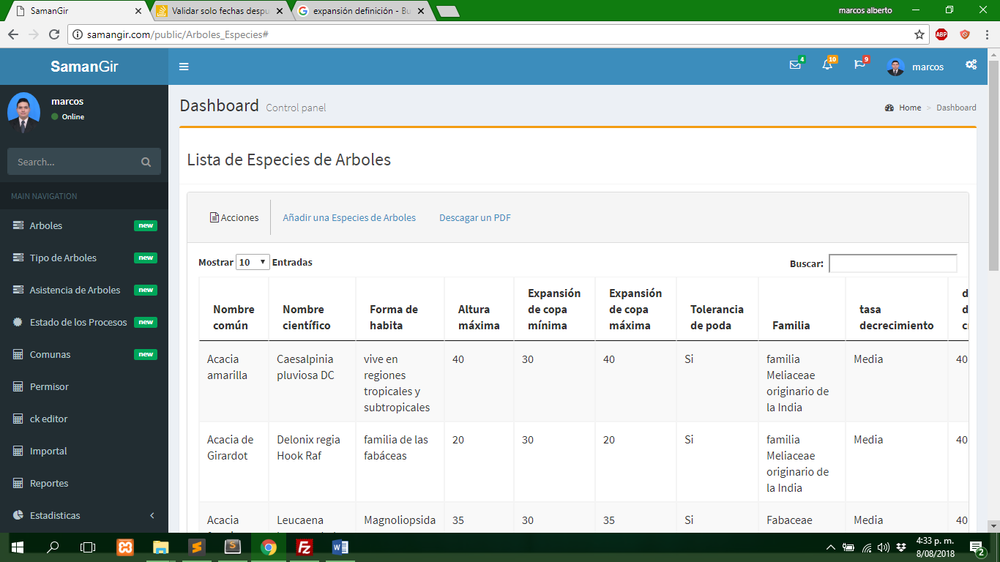 SamanGir
Validar solo fechas despu
expansión definición - Bu
marcos alberto
samangir.com/public/Arboles_Especies#
ABP
SamanGir
4
10
9
marcos
marcos
Online
Search...
MAIN NAVIGATION
Arboles new
Tipo de Arboles new
Asistencia de Arboles new
Estado de los Procesos new
Comunas new
Permisor
ck editor
Importal
Reportes
Estadisticas
Dashboard Control panel
Home > Dashboard
Lista de Especies de Arboles
Acciones
Añadir una Especies de Arboles
Descagar un PDF
Mostrar 10 Entradas
Buscar:
Nombre común
Nombre científico
Forma de habita
Altura máxima
Expansión de copa mínima
Expansión de copa máxima
Tolerancia de poda
Familia
tasa decrecimiento
Acacia amarilla
Caesalpinia pluviosa DC
vive en regiones tropicales y subtropicales
40
30
40
Si
familia Meliaceae originario de la India
Media
40
Acacia de Girardot
Delonix regia Hook Raf
familia de las fabáceas
20
30
20
Si
familia Meliaceae originario de la India
Media
40
Acacia
Leucaena
Magnoliopsida
35
30
35
Si
Fabaceae
Media
40
4:33 p. m.
8/08/2018
2